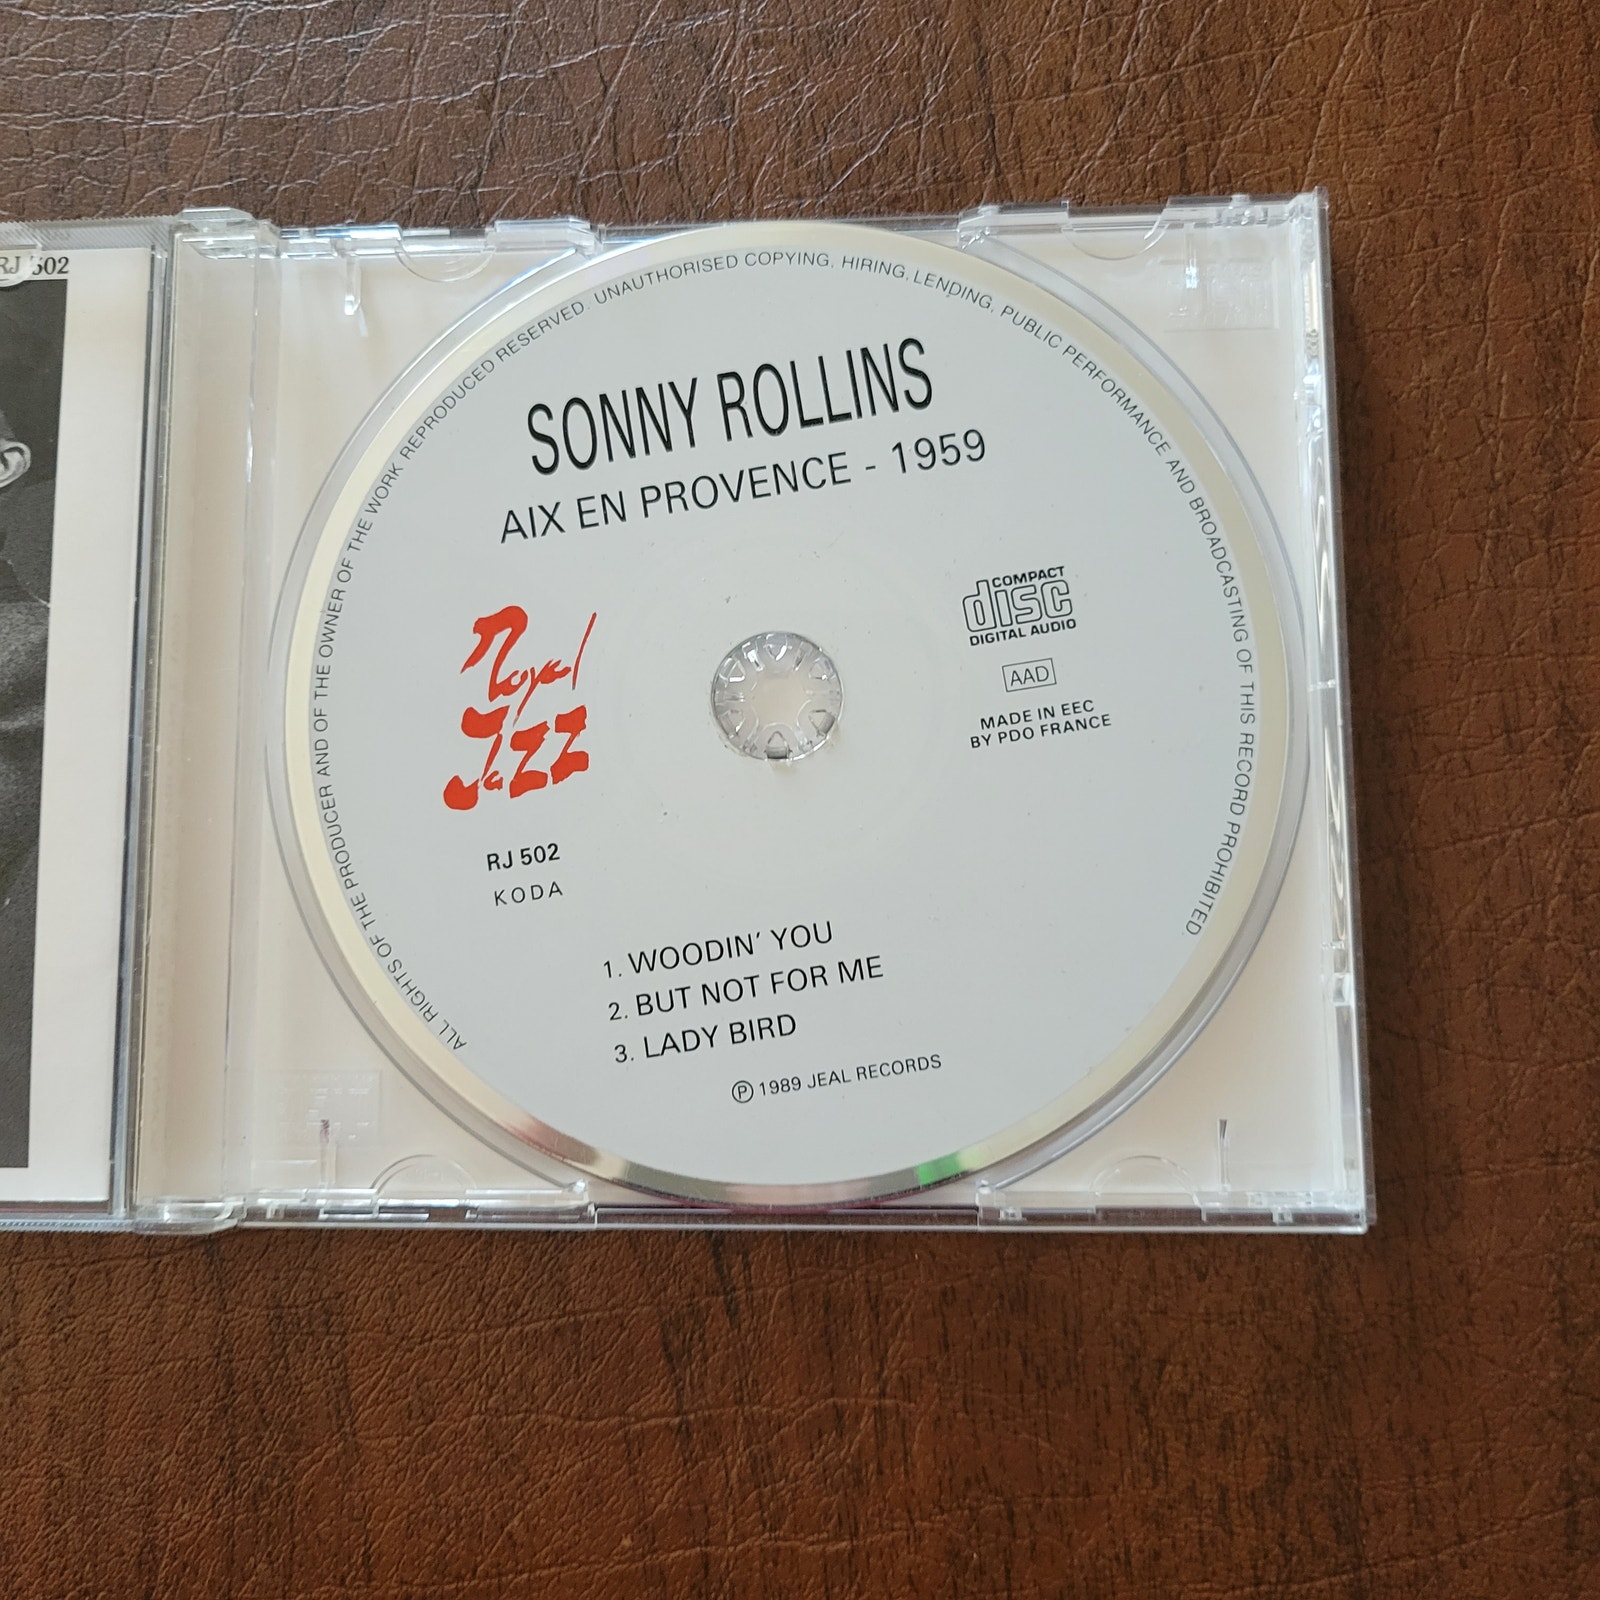 RJ 502
ALL RIGHTS OF THE PRODUCER AND OF THE OWNER OF THE WORK REPRODUCED RESERVED. UNAUTHORISED COPYING, HIRING, LENDING, PUBLIC PERFORMANCE AND BROADCASTING OF THIS RECORD PROHIBITED.
SONNY ROLLINS
AIX EN PROVENCE - 1959
Royal
JaZZ
COMPACT
disc
DIGITAL AUDIO
AAD
MADE IN EEC
BY PDO FRANCE
RJ 502
KODA
1. WOODIN' YOU
2. BUT NOT FOR ME
3. LADY BIRD
Ⓟ 1989 JEAL RECORDS